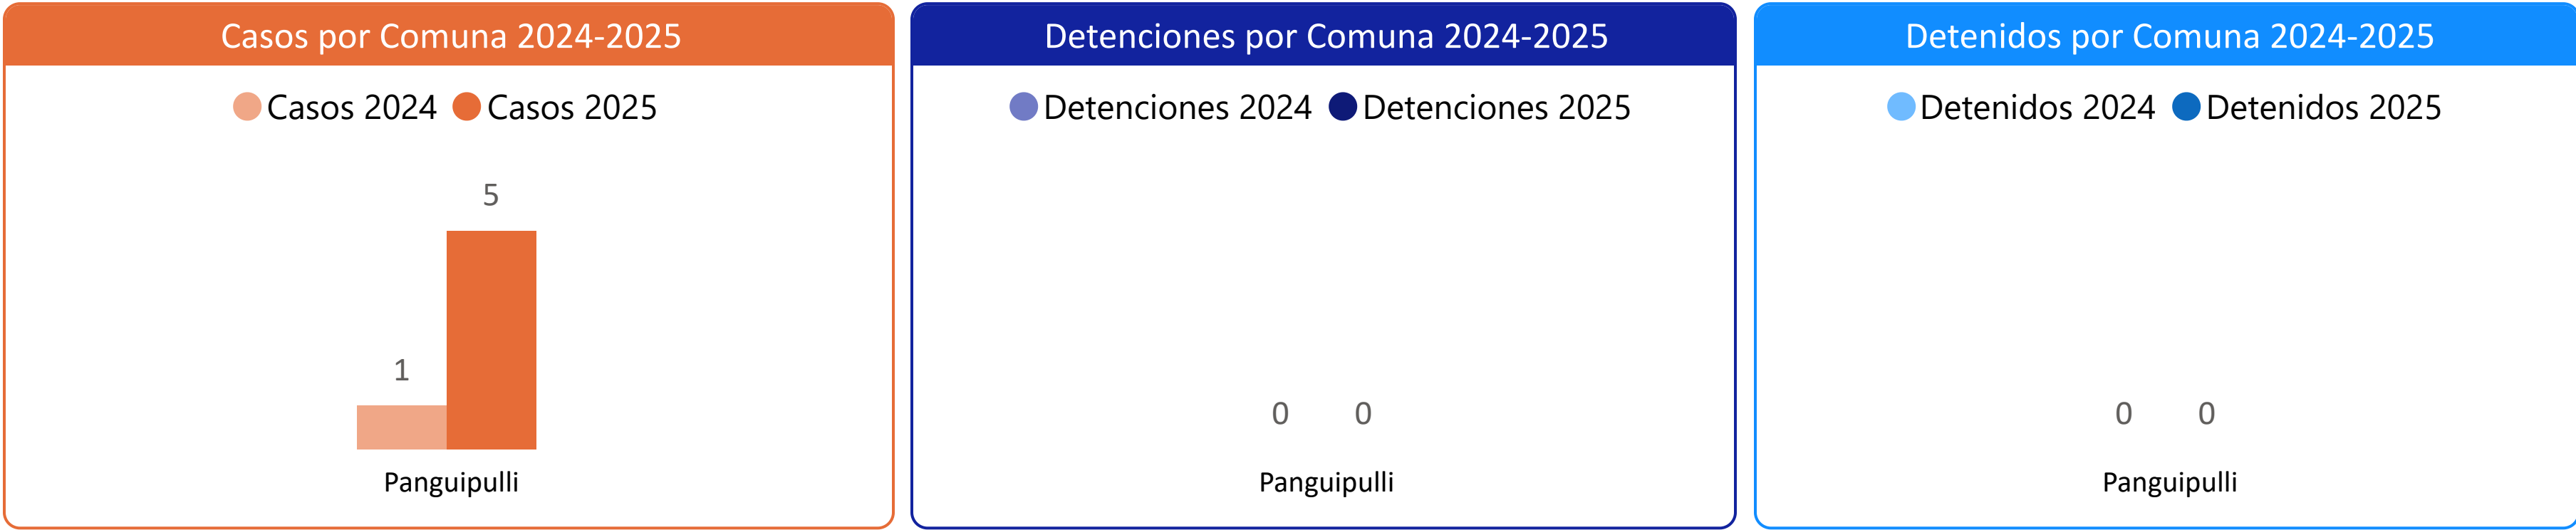 Casos por Comuna 2024-2025
Casos 2024 Casos 2025
5
1
Panguipulli
Detenciones por Comuna 2024-2025
Detenciones 2024 Detenciones 2025
0 0
Panguipulli
Detenidos por Comuna 2024-2025
Detenidos 2024 Detenidos 2025
0 0
Panguipulli